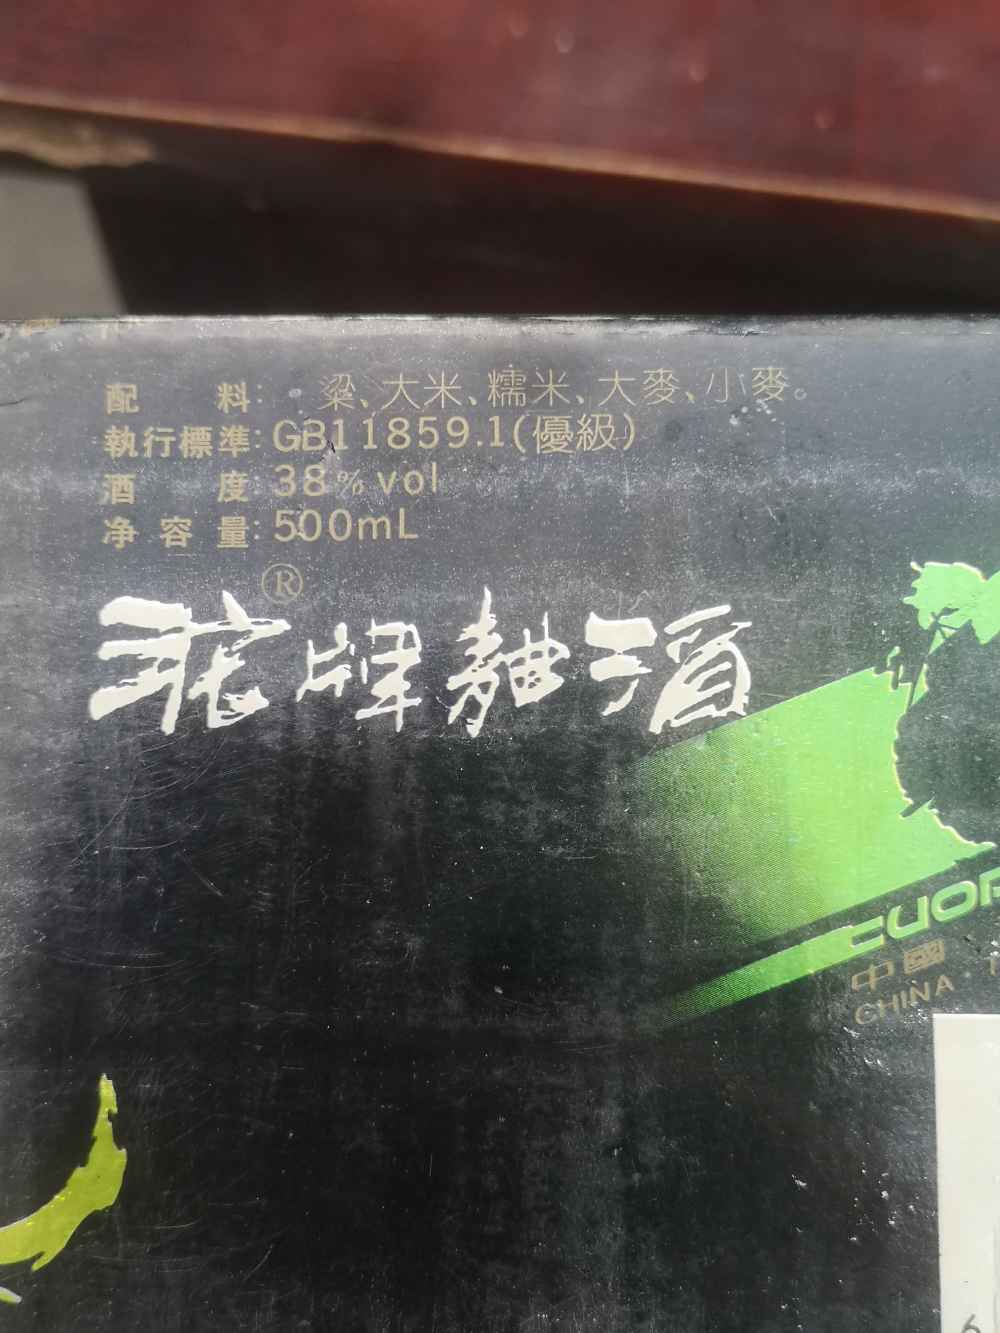 配 料: 粱、大米、糯米、大麥、小麥。
執行標準: GB11859.1(優級)
酒 度: 38% vol
净 容 量: 500mL
®
沱牌麯酒
中國
CHINA